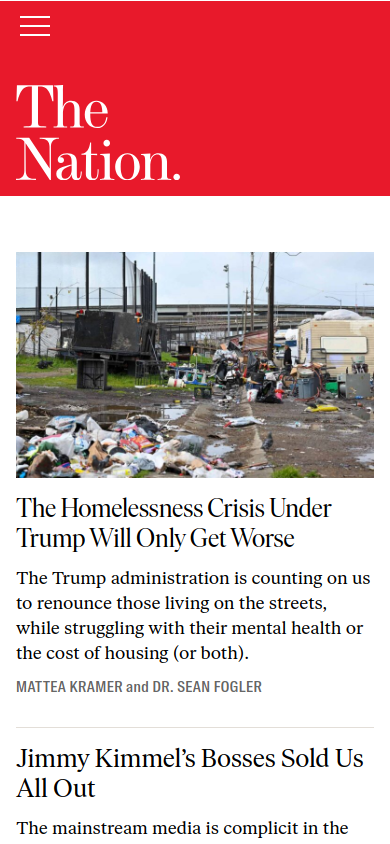 The
Nation.
The Homelessness Crisis Under
Trump Will Only Get Worse
The Trump administration is counting on us
to renounce those living on the streets,
while struggling with their mental health or
the cost of housing (or both).
MATTEA KRAMER and DR. SEAN FOGLER
Jimmy Kimmel’s Bosses Sold Us
All Out
The mainstream media is complicit in the